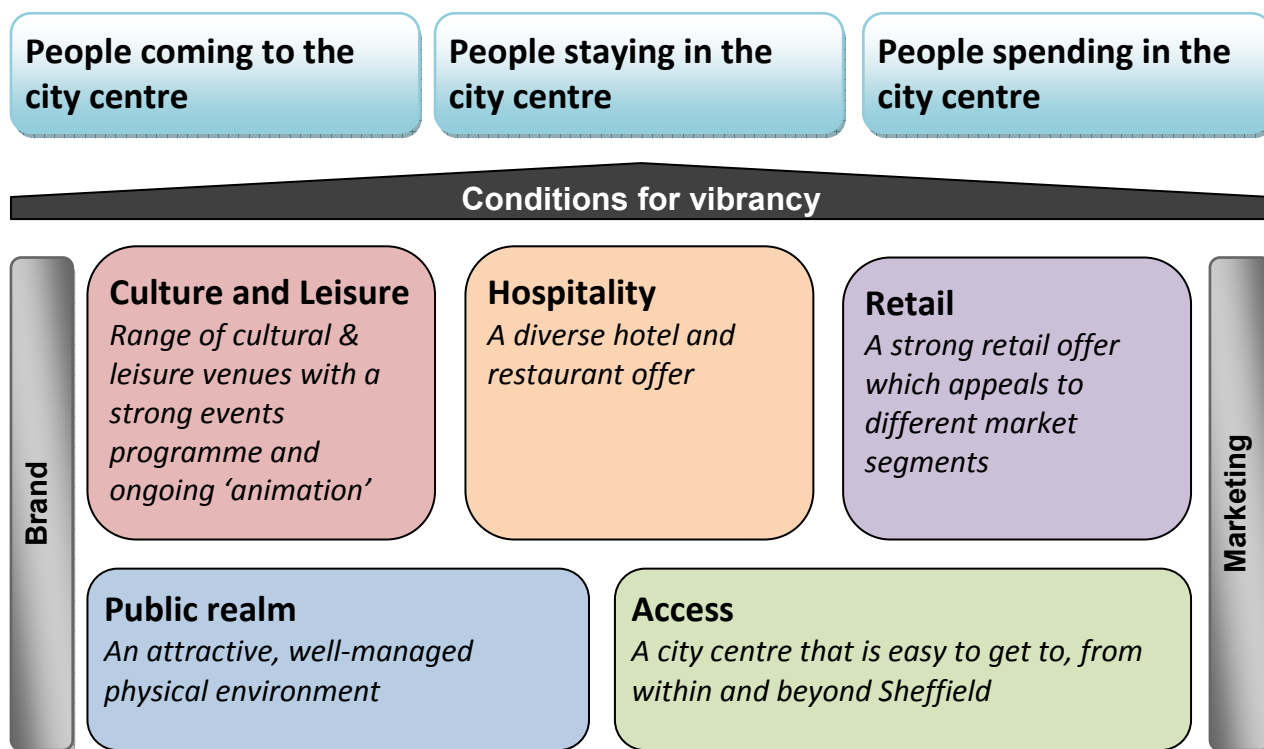 People coming to the
city centre
People staying in the
city centre
People spending in the
city centre
Conditions for vibrancy
Brand
Culture and Leisure
Range of cultural &
leisure venues with a
strong events
programme and
ongoing ‘animation’
Hospitality
A diverse hotel and
restaurant offer
Retail
A strong retail offer
which appeals to
different market
segments
Marketing
Public realm
An attractive, well-managed
physical environment
Access
A city centre that is easy to get to, from
within and beyond Sheffield